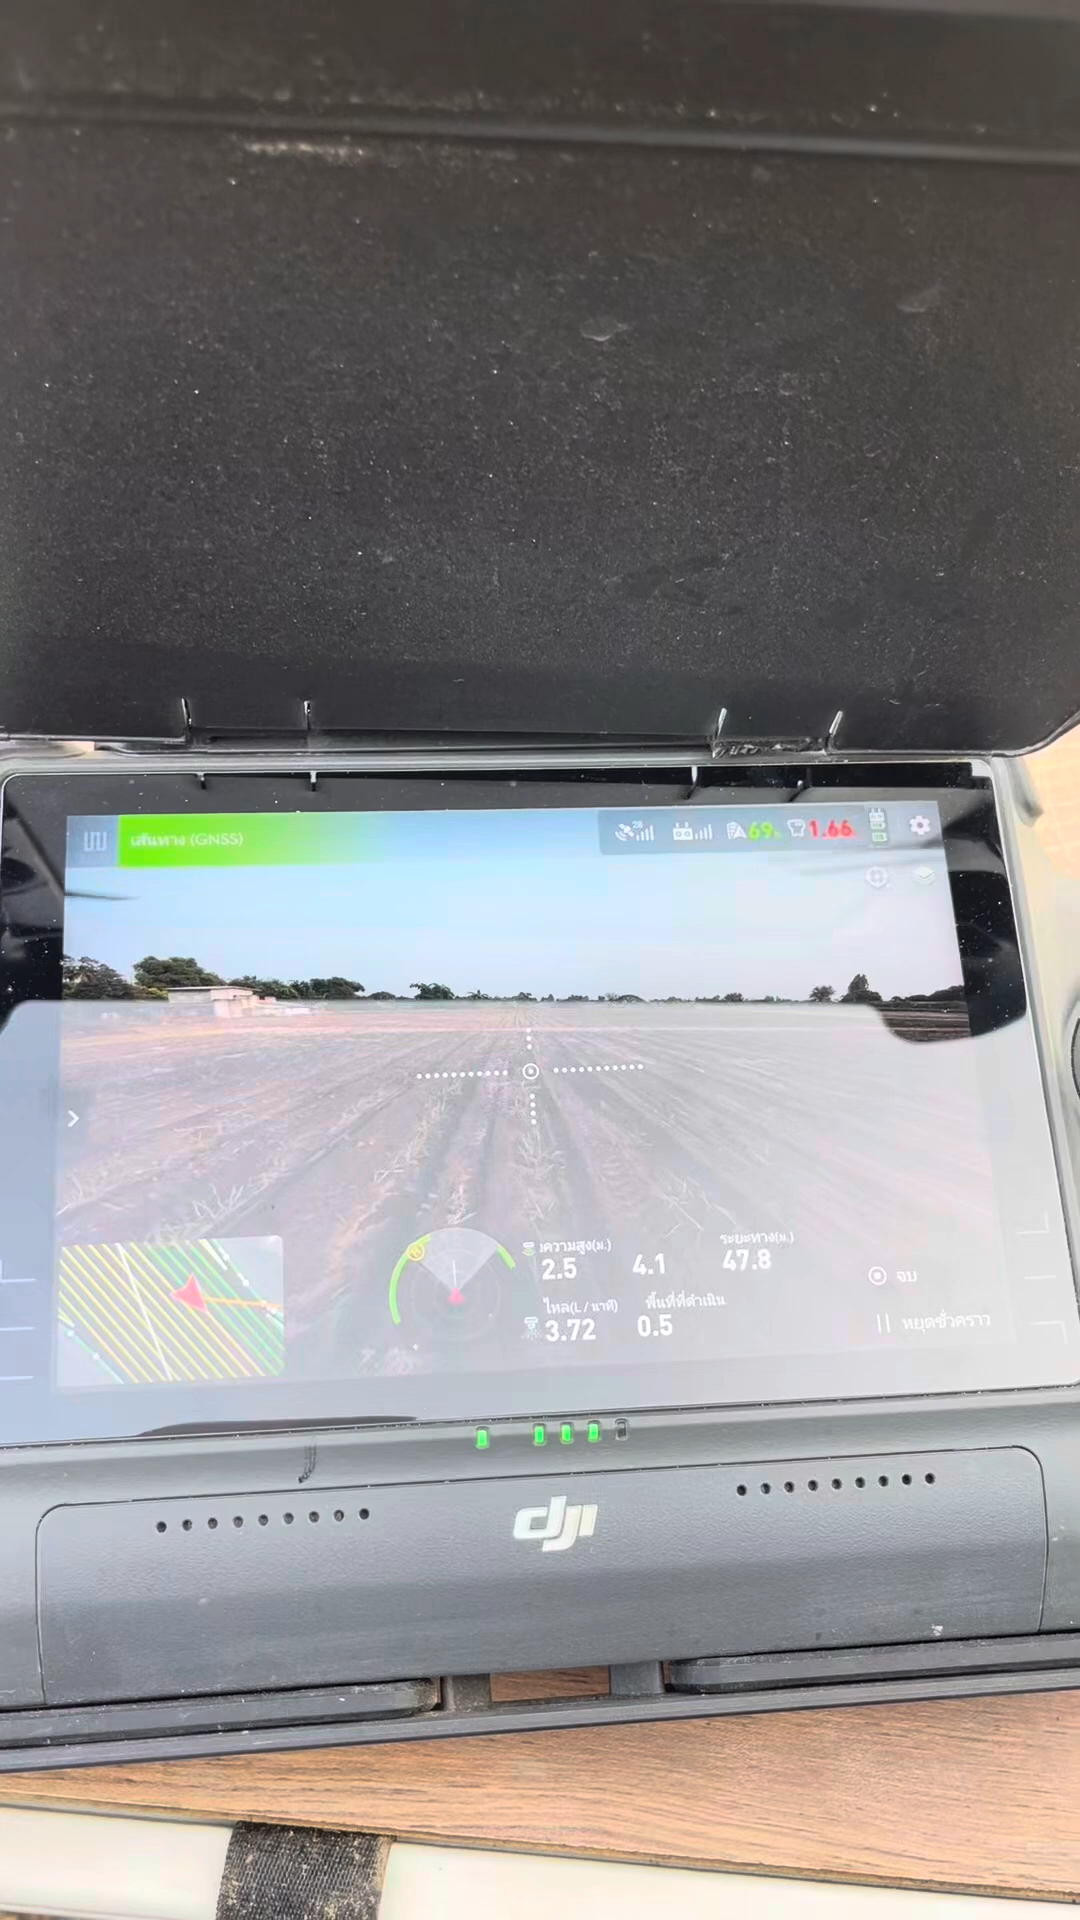 เส้นทาง (GNSS)
28
69%
1.66
ความสูง(ม.)
2.5
4.1
ระยะทาง(ม.)
47.8
ไหล(L / นาที)
3.72
พื้นที่ที่ดำเนิน
0.5
จบ
หยุดชั่วคราว
dji